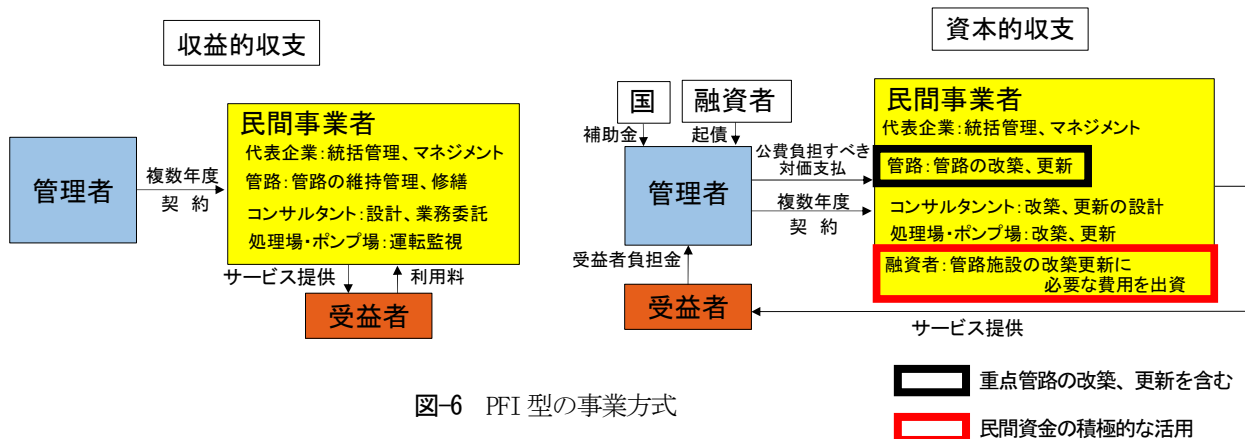 収益的収支
管理者
複数年度
契 約
民間事業者
代表企業：統括管理、マネジメント
管路：管路の維持管理、修繕
コンサルタント：設計、業務委託
処理場・ポンプ場：運転監視
サービス提供
利用料
受益者
資本的収支
国
融資者
補助金
起債
管理者
公費負担すべき
対価支払
複数年度
契 約
受益者負担金
受益者
民間事業者
代表企業：統括管理、マネジメント
管路：管路の改築、更新
コンサルタンント：改築、更新の設計
処理場・ポンプ場：改築、更新
融資者：管路施設の改築更新に
必要な費用を出資
サービス提供
重点管路の改築、更新を含む
民間資金の積極的な活用
図-6 PFI 型の事業方式